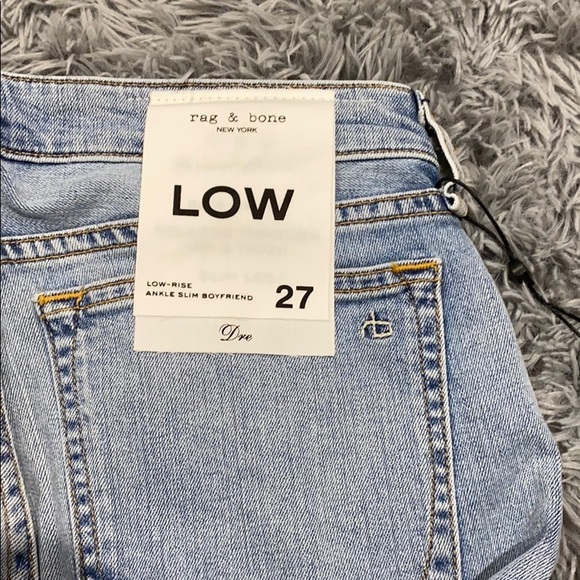 rag & bone
NEW YORK
LOW
LOW-RISE
ANKLE SLIM BOYFRIEND
27
Dre